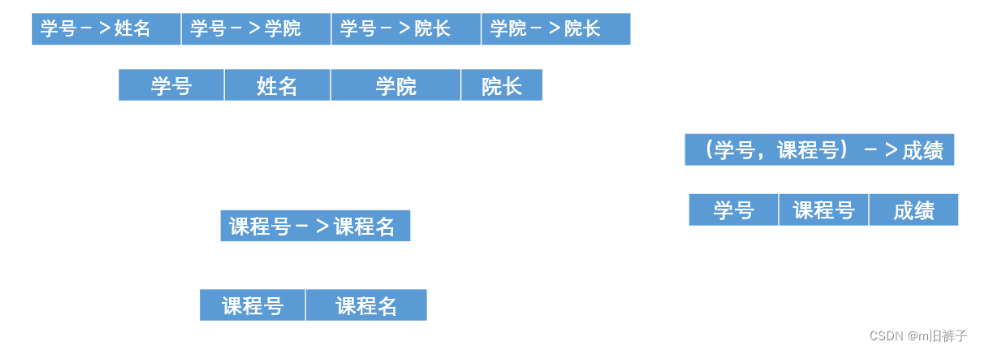 学号－＞姓名 学号－＞学院 学号－＞院长 学院－＞院长
学号 姓名 学院 院长
（学号，课程号）－＞成绩
学号 课程号 成绩
课程号－＞课程名
课程号 课程名
CSDN @m旧裤子